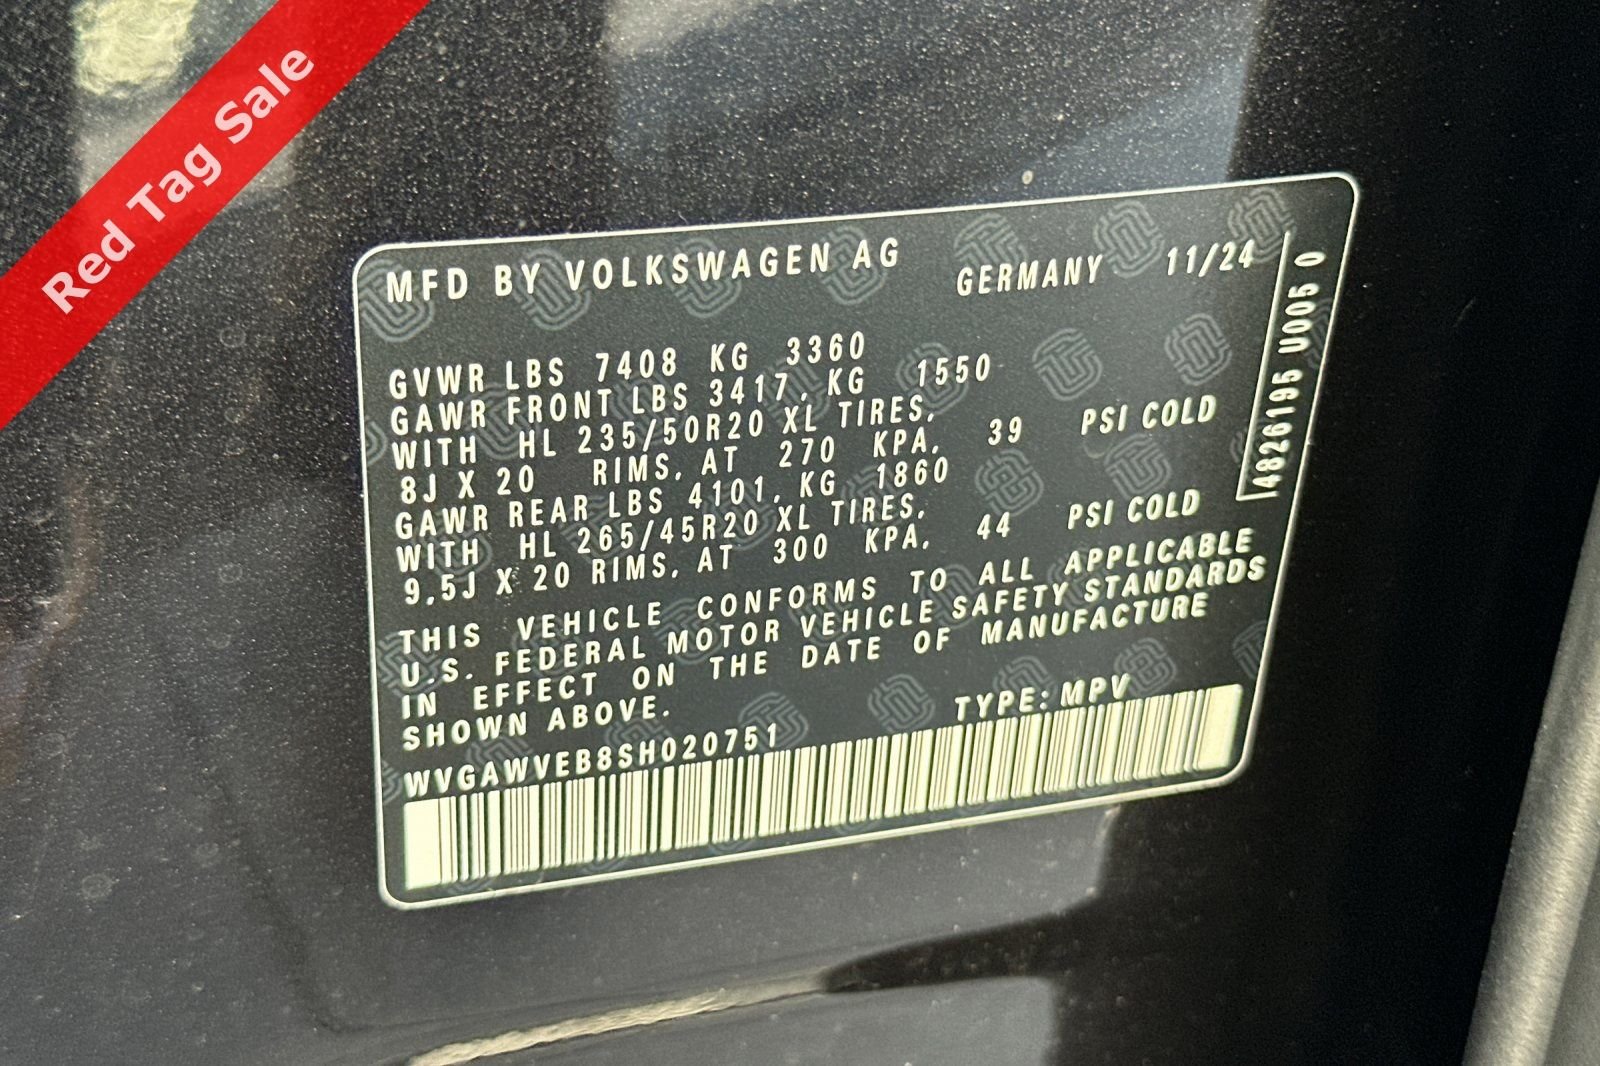 Red Tag Sale
MFD BY VOLKSWAGEN AG GERMANY 11/24
GVWR LBS 7408 KG 3360
GAWR FRONT LBS 3417, KG 1550
WITH HL 235/50R20 XL TIRES,
8J X 20 RIMS, AT 270 KPA, 39 PSI COLD
GAWR REAR LBS 4101, KG 1860
WITH HL 265/45R20 XL TIRES,
9,5J X 20 RIMS, AT 300 KPA, 44 PSI COLD
THIS VEHICLE CONFORMS TO ALL APPLICABLE
U.S. FEDERAL MOTOR VEHICLE SAFETY STANDARDS
IN EFFECT ON THE DATE OF MANUFACTURE
SHOWN ABOVE.
TYPE: MPV
WVGAWVEB8SH020751
4826195 U005 0